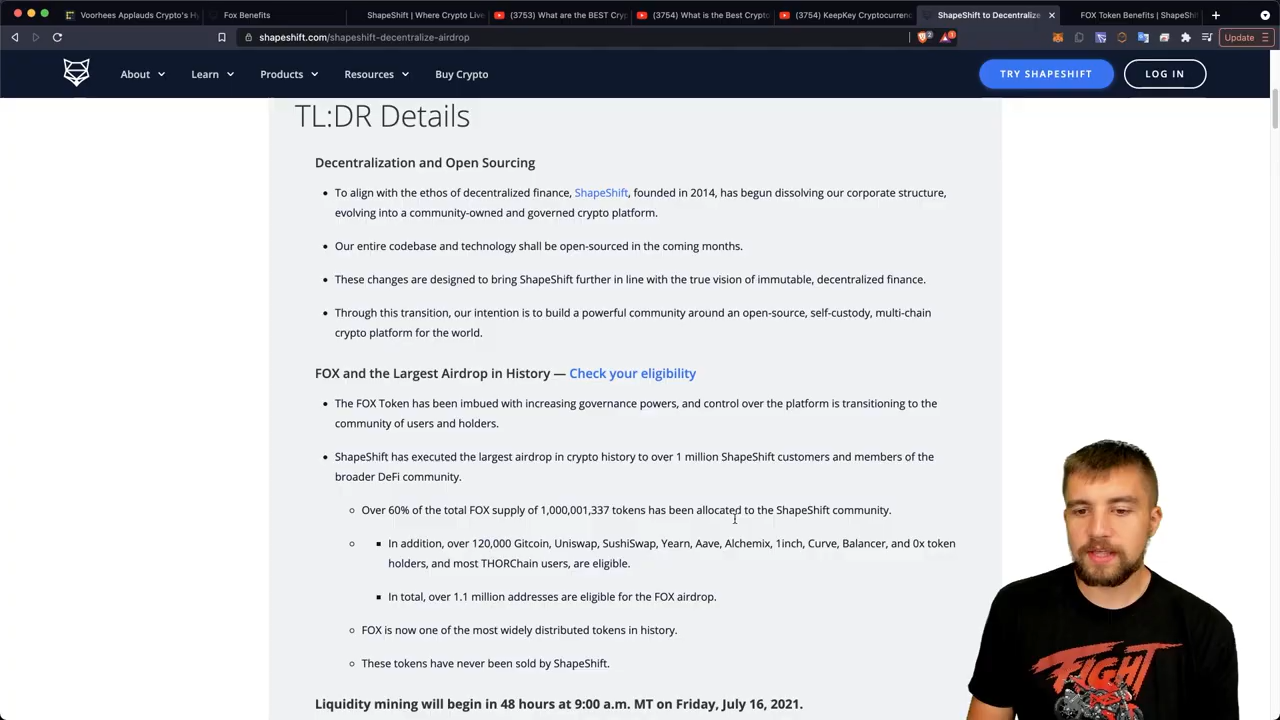 Voorhees Applauds Crypto's H
Fox Benefits
ShapeShift | Where Crypto Live
(3753) What are the BEST Cryp
(3754) What is the Best Crypto
(3754) KeepKey Cryptocurrenc
ShapeShift to Decentralize
FOX Token Benefits | ShapeShi
shapeshift.com/shapeshift-decentralize-airdrop
2
1
Update
About
Learn
Products
Resources
Buy Crypto
TRY SHAPESHIFT
LOG IN
TL:DR Details
Decentralization and Open Sourcing
• To align with the ethos of decentralized finance, ShapeShift, founded in 2014, has begun dissolving our corporate structure,
evolving into a community-owned and governed crypto platform.
• Our entire codebase and technology shall be open-sourced in the coming months.
• These changes are designed to bring ShapeShift further in line with the true vision of immutable, decentralized finance.
• Through this transition, our intention is to build a powerful community around an open-source, self-custody, multi-chain
crypto platform for the world.
FOX and the Largest Airdrop in History — Check your eligibility
• The FOX Token has been imbued with increasing governance powers, and control over the platform is transitioning to the
community of users and holders.
• ShapeShift has executed the largest airdrop in crypto history to over 1 million ShapeShift customers and members of the
broader DeFi community.
Over 60% of the total FOX supply of 1,000,001,337 tokens has been allocated to the ShapeShift community.
In addition, over 120,000 Gitcoin, Uniswap, SushiSwap, Yearn, Aave, Alchemix, 1inch, Curve, Balancer, and 0x token
holders, and most THORChain users, are eligible.
In total, over 1.1 million addresses are eligible for the FOX airdrop.
FOX is now one of the most widely distributed tokens in history.
These tokens have never been sold by ShapeShift.
Liquidity mining will begin in 48 hours at 9:00 a.m. MT on Friday, July 16, 2021.
FIGHT